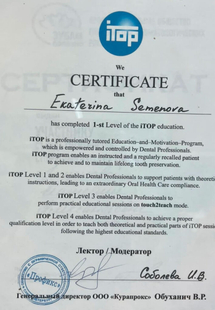 iTOP
We
CERTIFICATE
that
Ekaterina Semenova
has completed 1-st Level of the iTOP education.
iTOP is a professionally tutored Education–and–Motivation–Program,
which is empowered and controlled by Dental Professionals.
iTOP program enables an instructed and a regularly recalled patient
to achieve and to maintain lifelong tooth preservation.
iTOP Level 1 and 2 enables Dental Professionals to support patients with theoreti
instructions, leading to an extraordinary Oral Health Care compliance.
iTOP Level 3 enables Dental Professionals to
perform practical educational sessions on touch2teach mode.
iTOP Level 4 enables Dental Professionals to achieve a proper
qualification level in order to teach both theoretical and practical parts of iTOP sessi
following the highest educational standards.
Лектор / Модератор
Соболева И.В.
Генеральный директор ООО «Курапрокс» Обуханич В.Р.